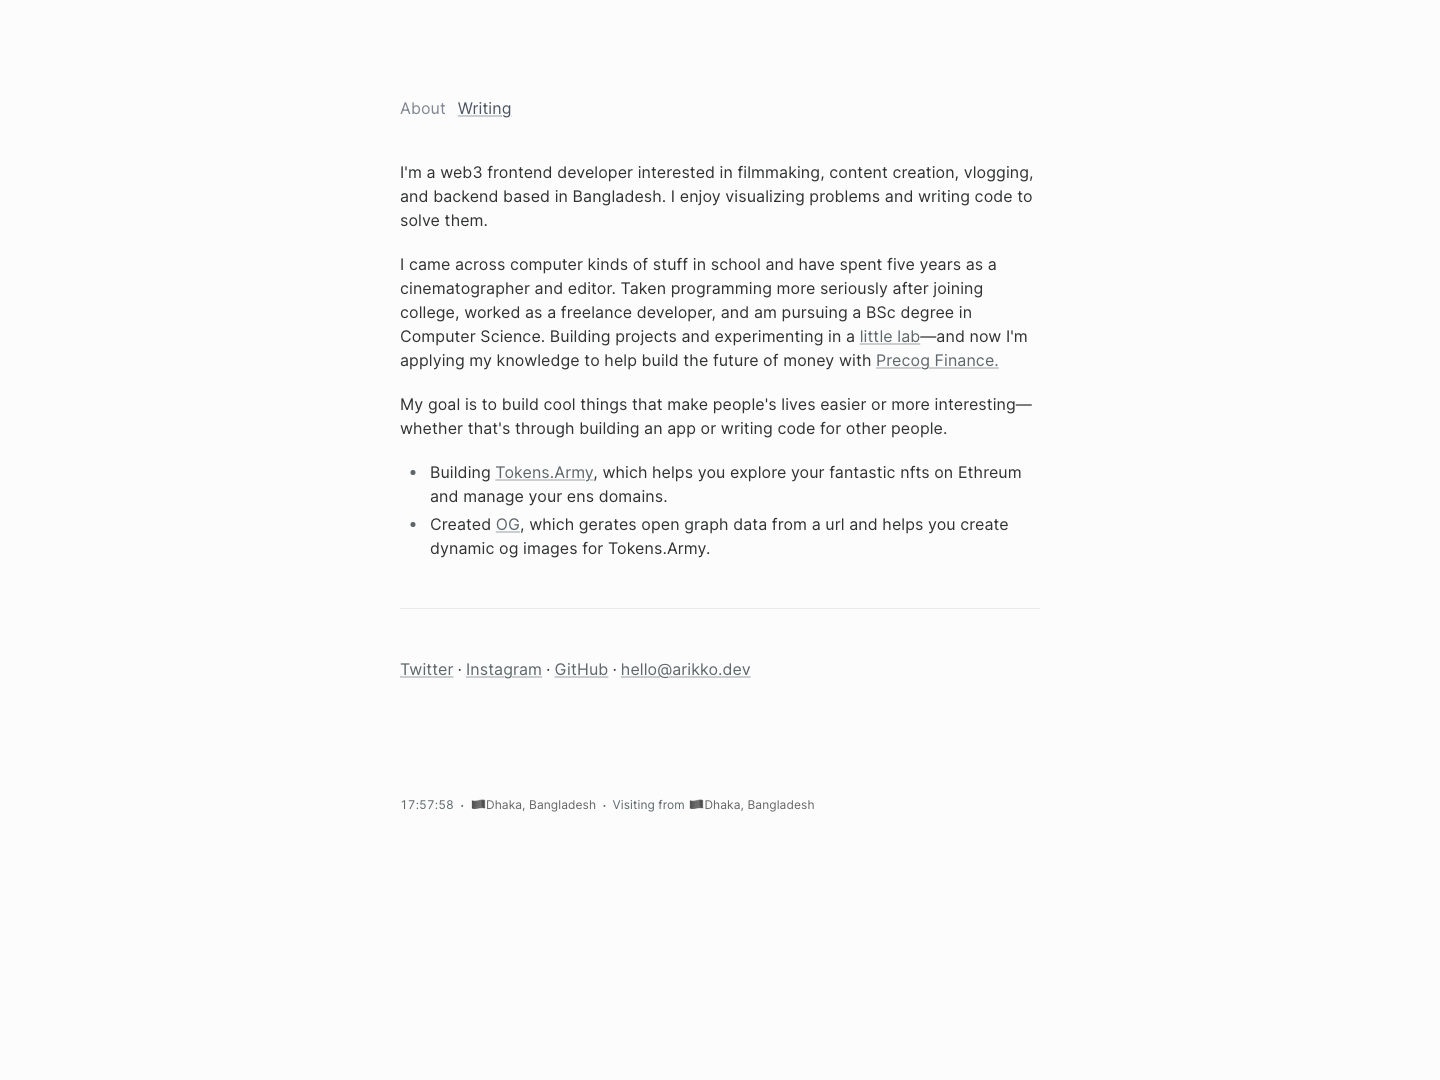 About Writing
I'm a web3 frontend developer interested in filmmaking, content creation, vlogging,
and backend based in Bangladesh. I enjoy visualizing problems and writing code to
solve them.
I came across computer kinds of stuff in school and have spent five years as a
cinematographer and editor. Taken programming more seriously after joining
college, worked as a freelance developer, and am pursuing a BSc degree in
Computer Science. Building projects and experimenting in a little lab—and now I'm
applying my knowledge to help build the future of money with Precog Finance.
My goal is to build cool things that make people's lives easier or more interesting—
whether that's through building an app or writing code for other people.
• Building Tokens.Army, which helps you explore your fantastic nfts on Ethreum
and manage your ens domains.
• Created OG, which gerates open graph data from a url and helps you create
dynamic og images for Tokens.Army.
Twitter · Instagram · GitHub · hello@arikko.dev
17:57:58 · Dhaka, Bangladesh · Visiting from Dhaka, Bangladesh